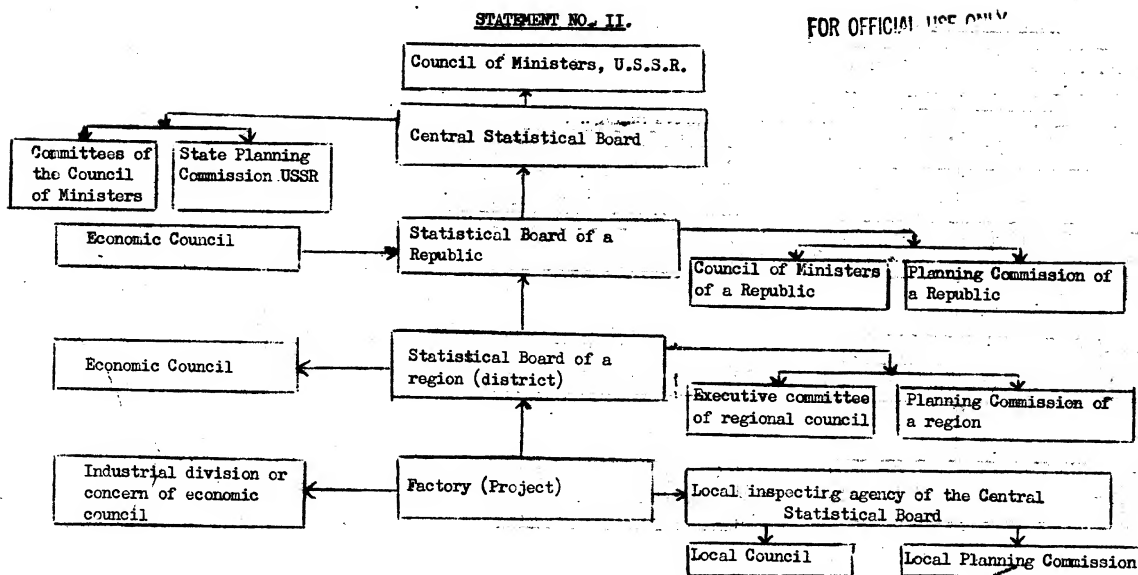 STATEMENT NO. II.
FOR OFFICIAL USE ONLY
Council of Ministers, U.S.S.R.
Central Statistical Board
Committees of
the Council
of Ministers
State Planning
Commission USSR
Economic Council
Statistical Board of a
Republic
Council of Ministers
of a Republic
Planning Commission of
a Republic
Economic Council
Statistical Board of a
region (district)
Executive committee
of regional council
Planning Commission of
a region
Industrial division or
concern of economic
council
Factory (Project)
Local inspecting agency of the Central
Statistical Board
Local Council
Local Planning Commission